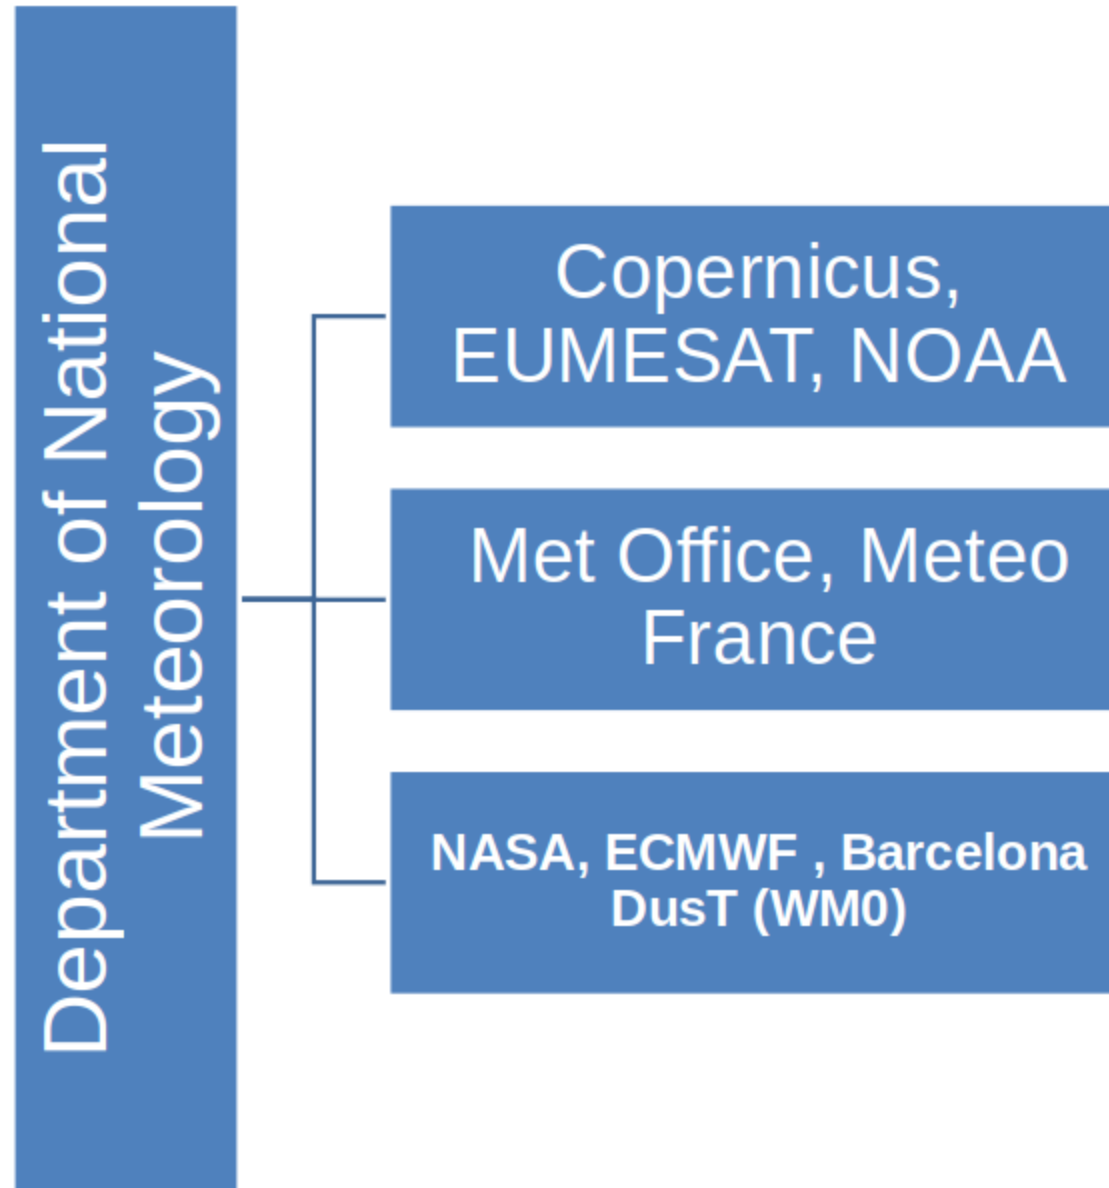 Department of National
Meteorology
Copernicus,
EUMESAT, NOAA
Met Office, Meteo
France
NASA, ECMWF , Barcelona
DusT (WM0)